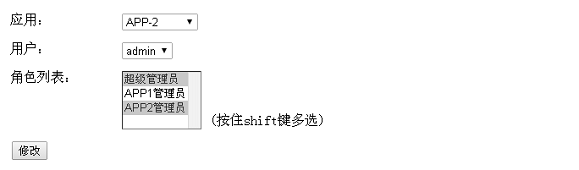 应用： APP-2
用户： admin
角色列表： 超级管理员
APP1管理员
APP2管理员
(按住shift键多选)
修改